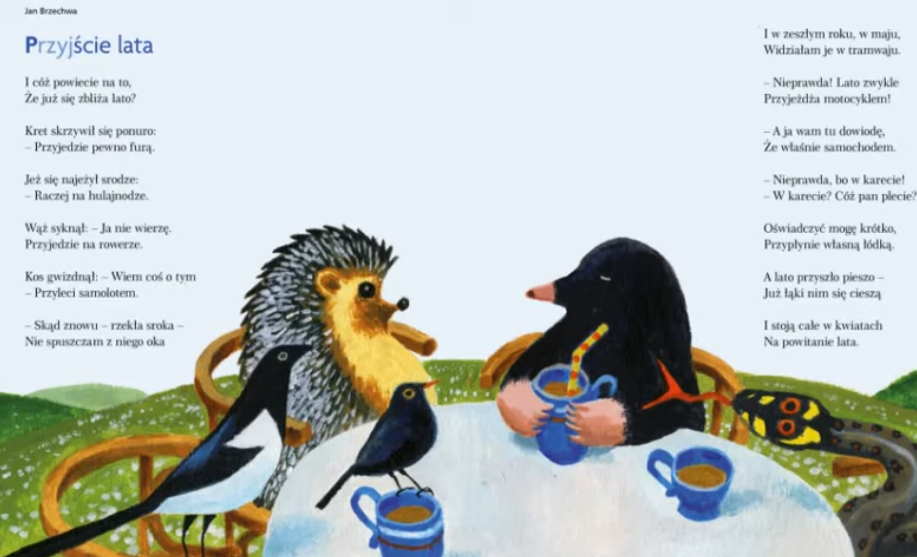 Jan Brzechwa
Przyjście lata
I cóż powiecie na to,
Że już się zbliża lato?
Kret skrzywił się ponuro:
– Przyjedzie pewno furą.
Jeż się najeżył srodze:
– Raczej na hulajnodze.
Wąż syknął: – Ja nie wierzę.
Przyjedzie na rowerze.
Kos gwizdnął: – Wiem coś o tym
– Przyleci samolotem.
– Skąd znowu – rzekła sroka –
Nie spuszczam z niego oka
I w zeszłym roku, w maju,
Widziałam je w tramwaju.
– Nieprawda! Lato zwykle
Przyjeżdża motocyklem!
– A ja wam tu dowiodę,
Że właśnie samochodem.
– Nieprawda, bo w karecie!
– W karecie? Cóż pan plecie?
Oświadczyć mogę krótko,
Przypłynie własną łódką.
A lato przyszło pieszo –
Już łąki nim się cieszą
I stoją całe w kwiatach
Na powitanie lata.